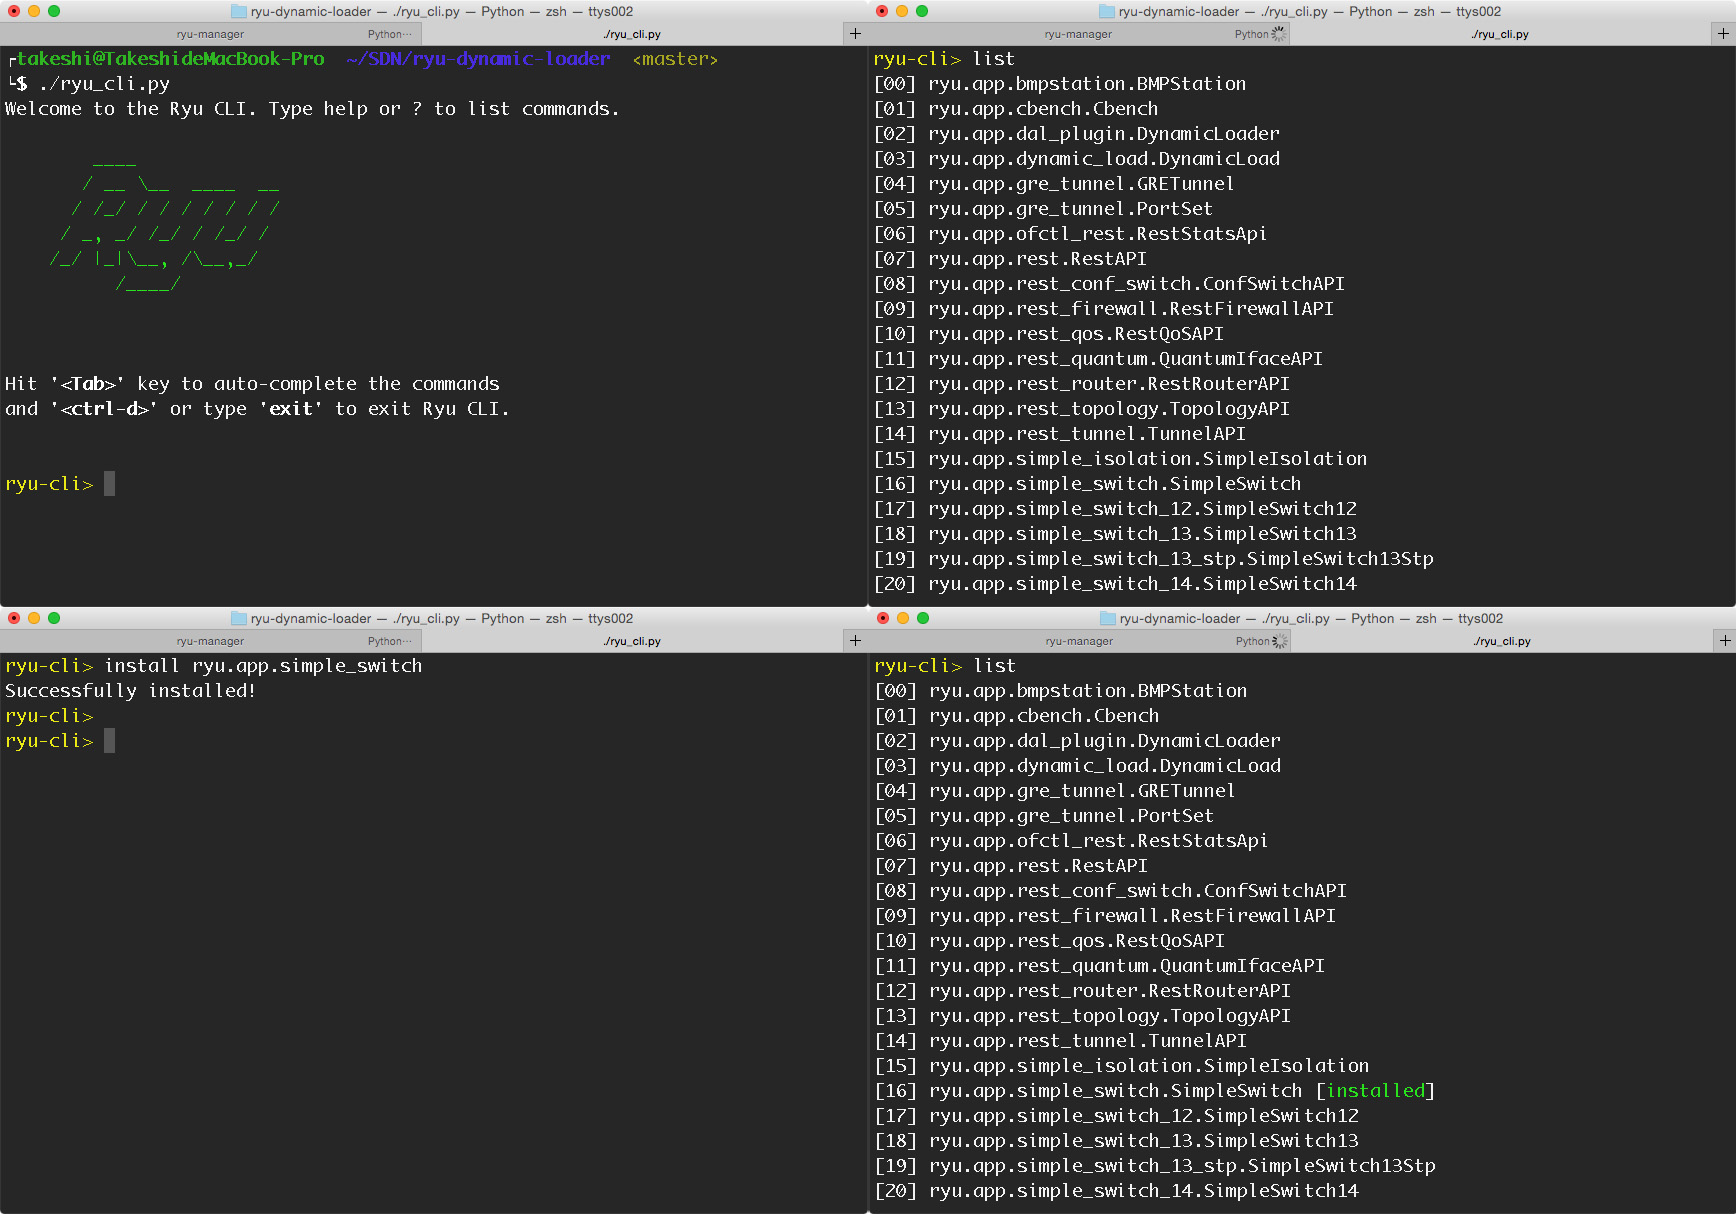 ryu-dynamic-loader — ./ryu_cli.py — Python — zsh — ttys002
ryu-manager Python··· ./ryu_cli.py +
takeshi@TakeshideMacBook-Pro ~/SDN/ryu-dynamic-loader <master>
$ ./ryu_cli.py
Welcome to the Ryu CLI. Type help or ? to list commands.
      ____
     / __ \__  ____  __
    / /_/ / / / / / / /
   / _, _/ /_/ / /_/ /
  /_/ |_|\__, /\__,_/
        /____/
Hit '<Tab>' key to auto-complete the commands
and '<ctrl-d>' or type 'exit' to exit Ryu CLI.
ryu-cli>
ryu-dynamic-loader — ./ryu_cli.py — Python — zsh — ttys002
ryu-manager Python ./ryu_cli.py +
ryu-cli> list
[00] ryu.app.bmpstation.BMPStation
[01] ryu.app.cbench.Cbench
[02] ryu.app.dal_plugin.DynamicLoader
[03] ryu.app.dynamic_load.DynamicLoad
[04] ryu.app.gre_tunnel.GRETunnel
[05] ryu.app.gre_tunnel.PortSet
[06] ryu.app.ofctl_rest.RestStatsApi
[07] ryu.app.rest.RestAPI
[08] ryu.app.rest_conf_switch.ConfSwitchAPI
[09] ryu.app.rest_firewall.RestFirewallAPI
[10] ryu.app.rest_qos.RestQoSAPI
[11] ryu.app.rest_quantum.QuantumIfaceAPI
[12] ryu.app.rest_router.RestRouterAPI
[13] ryu.app.rest_topology.TopologyAPI
[14] ryu.app.rest_tunnel.TunnelAPI
[15] ryu.app.simple_isolation.SimpleIsolation
[16] ryu.app.simple_switch.SimpleSwitch
[17] ryu.app.simple_switch_12.SimpleSwitch12
[18] ryu.app.simple_switch_13.SimpleSwitch13
[19] ryu.app.simple_switch_13_stp.SimpleSwitch13Stp
[20] ryu.app.simple_switch_14.SimpleSwitch14
ryu-dynamic-loader — ./ryu_cli.py — Python — zsh — ttys002
ryu-manager Python··· ./ryu_cli.py +
ryu-cli> install ryu.app.simple_switch
Successfully installed!
ryu-cli>
ryu-cli>
ryu-dynamic-loader — ./ryu_cli.py — Python — zsh — ttys002
ryu-manager Python ./ryu_cli.py +
ryu-cli> list
[00] ryu.app.bmpstation.BMPStation
[01] ryu.app.cbench.Cbench
[02] ryu.app.dal_plugin.DynamicLoader
[03] ryu.app.dynamic_load.DynamicLoad
[04] ryu.app.gre_tunnel.GRETunnel
[05] ryu.app.gre_tunnel.PortSet
[06] ryu.app.ofctl_rest.RestStatsApi
[07] ryu.app.rest.RestAPI
[08] ryu.app.rest_conf_switch.ConfSwitchAPI
[09] ryu.app.rest_firewall.RestFirewallAPI
[10] ryu.app.rest_qos.RestQoSAPI
[11] ryu.app.rest_quantum.QuantumIfaceAPI
[12] ryu.app.rest_router.RestRouterAPI
[13] ryu.app.rest_topology.TopologyAPI
[14] ryu.app.rest_tunnel.TunnelAPI
[15] ryu.app.simple_isolation.SimpleIsolation
[16] ryu.app.simple_switch.SimpleSwitch [installed]
[17] ryu.app.simple_switch_12.SimpleSwitch12
[18] ryu.app.simple_switch_13.SimpleSwitch13
[19] ryu.app.simple_switch_13_stp.SimpleSwitch13Stp
[20] ryu.app.simple_switch_14.SimpleSwitch14